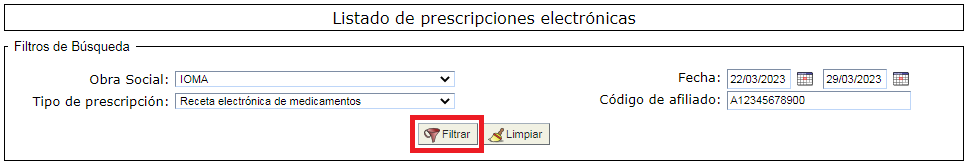 Listado de prescripciones electrónicas
Filtros de Búsqueda
Obra Social: IOMA Fecha: 22/03/2023 29/03/2023
Tipo de prescripción: Receta electrónica de medicamentos Código de afiliado: A12345678900
Filtrar Limpiar